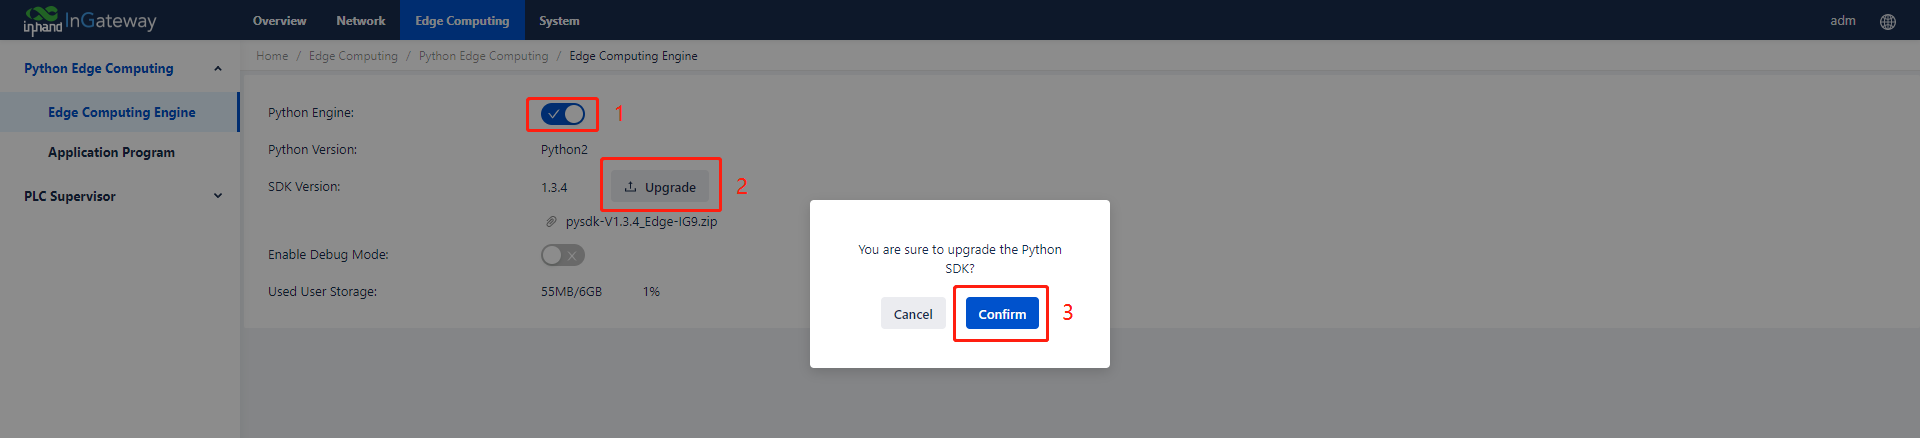 inhand InGateway Overview Network Edge Computing System adm
Home / Edge Computing / Python Edge Computing / Edge Computing Engine
Python Edge Computing
Edge Computing Engine
Application Program
PLC Supervisor
Python Engine: 1
Python Version: Python2
SDK Version: 1.3.4 Upgrade 2
pysdk-V1.3.4_Edge-IG9.zip
Enable Debug Mode:
Used User Storage: 55MB/6GB 1%
You are sure to upgrade the Python
SDK?
Cancel Confirm 3